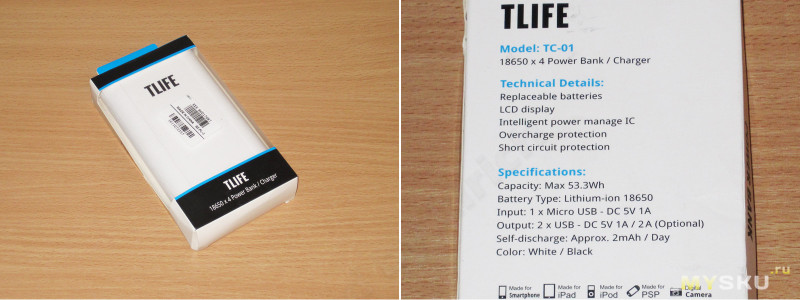 TLIFE
TLIFE
18650 x 4 Power Bank / Charger
TLIFE
Model: TC-01
18650 x 4 Power Bank / Charger
Technical Details:
Replaceable batteries
LCD display
Intelligent power manage IC
Overcharge protection
Short circuit protection
Specifications:
Capacity: Max 53.3Wh
Battery Type: Lithium-ion 18650
Input: 1 x Micro USB - DC 5V 1A
Output: 2 x USB - DC 5V 1A / 2A (Optional)
Self-discharge: Approx. 2mAh / Day
Color: White / Black
Made for Smartphone
Made for iPad
Made for iPod
Made for PSP
Digital Camera
POWER BANK
MYSKU.ru